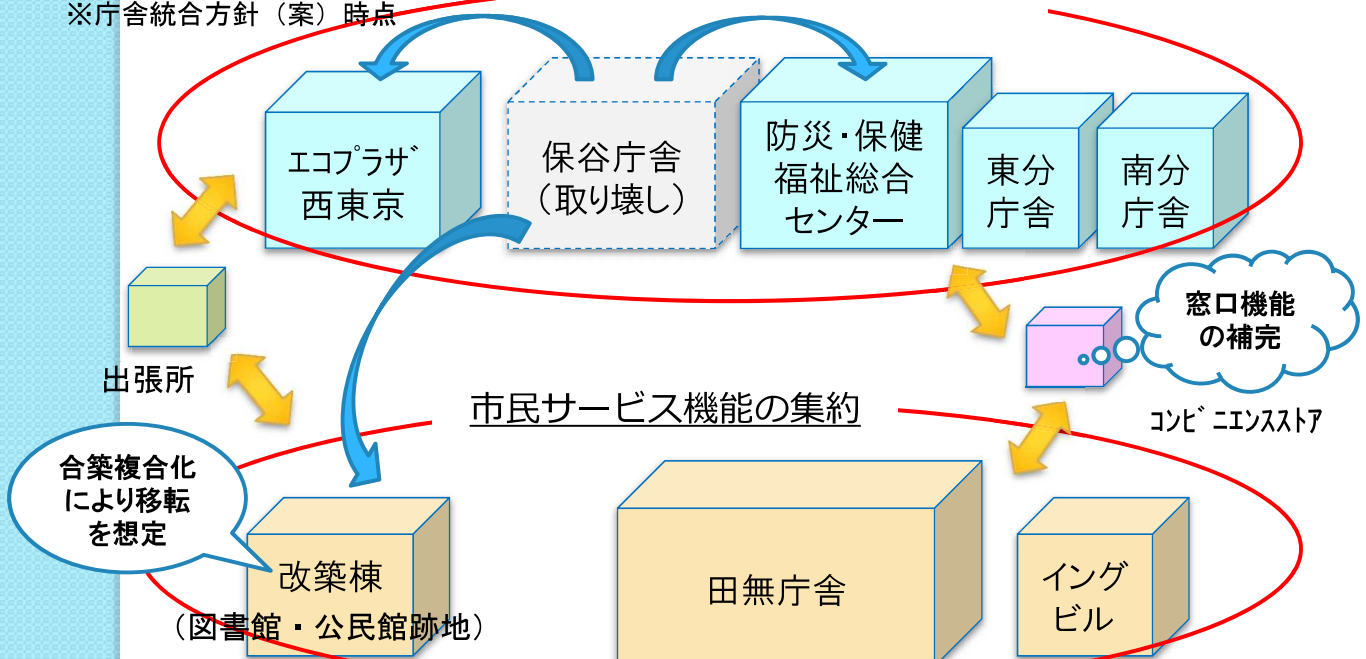 ※庁舎統合方針（案）時点
エコプラザ
西東京
保谷庁舎
（取り壊し）
防災・保健
福祉総合
センター
東分
庁舎
南分
庁舎
出張所
窓口機能
の補完
コンビニエンスストア
市民サービス機能の集約
合築複合化
により移転
を想定
改築棟
（図書館・公民館跡地）
田無庁舎
イング
ビル